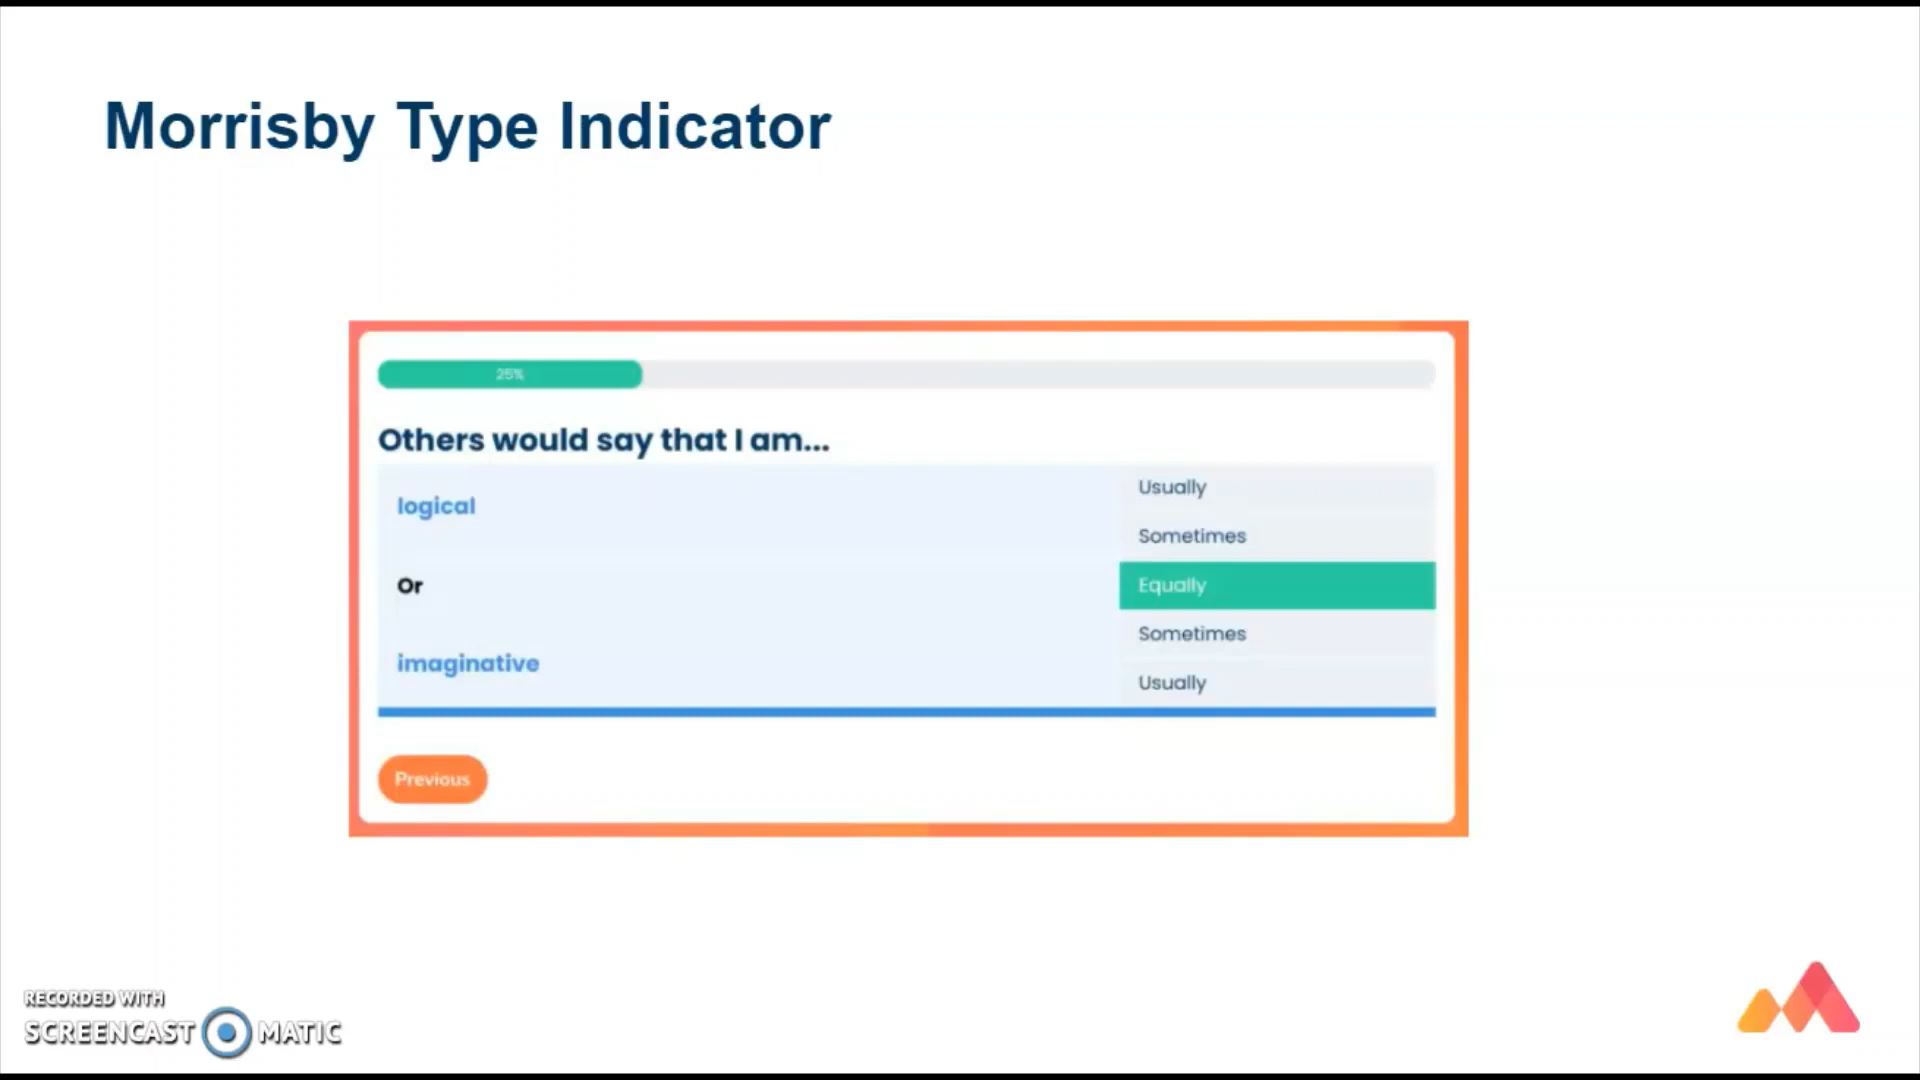 Morrisby Type Indicator
25%
Others would say that I am...
logical
Or
imaginative
Usually
Sometimes
Equally
Sometimes
Usually
Previous
RECORDED WITH
SCREENCAST MATIC